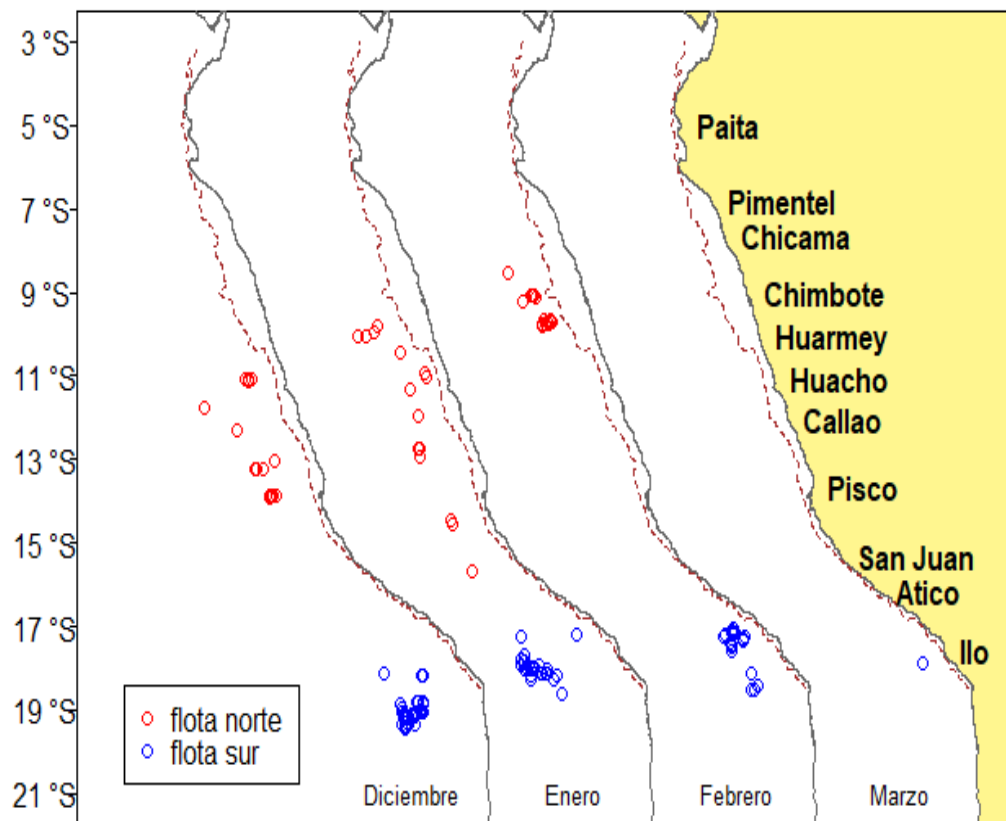 3 °S
5 °S
7 °S
9 °S
11 °S
13 °S
15 °S
17 °S
19 °S
21 °S
Paita
Pimentel
Chicama
Chimbote
Huarmey
Huacho
Callao
Pisco
San Juan
Atico
Ilo
flota norte
flota sur
Diciembre
Enero
Febrero
Marzo